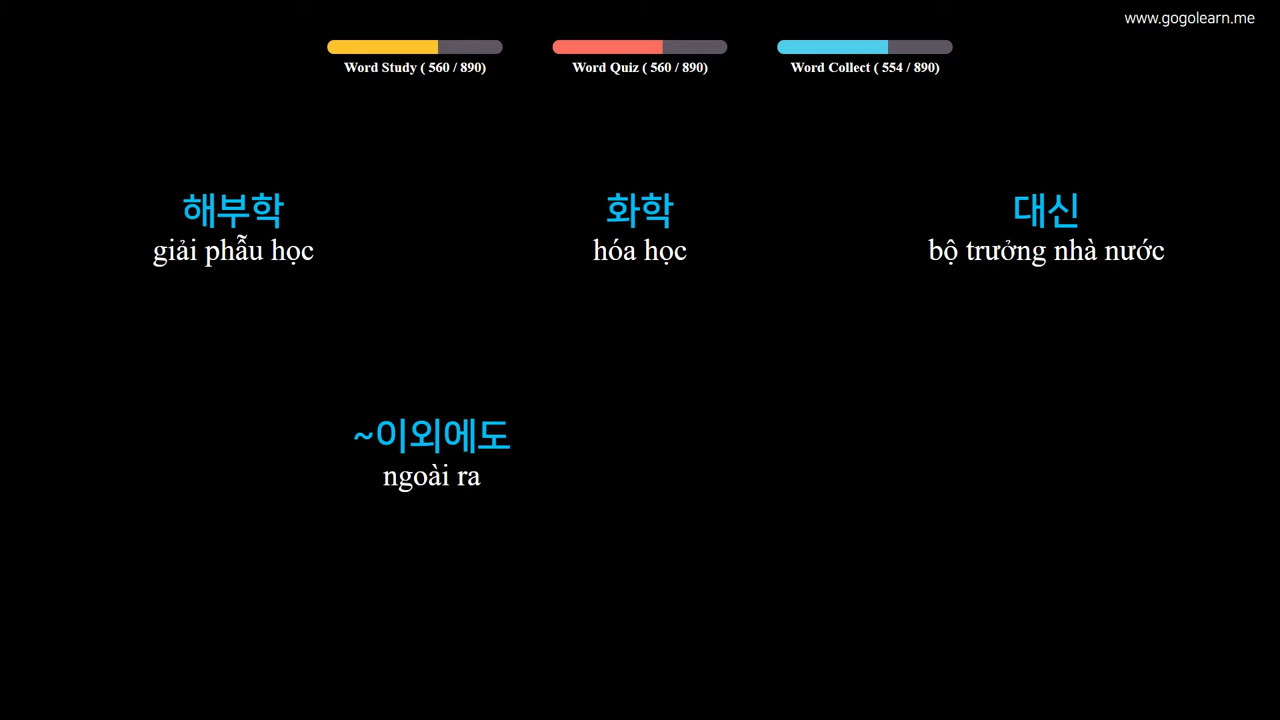 www.gogolearn.me
Word Study ( 560 / 890)
Word Quiz ( 560 / 890)
Word Collect ( 554 / 890)
해부학
giải phẫu học
화학
hóa học
대신
bộ trưởng nhà nước
~이외에도
ngoài ra